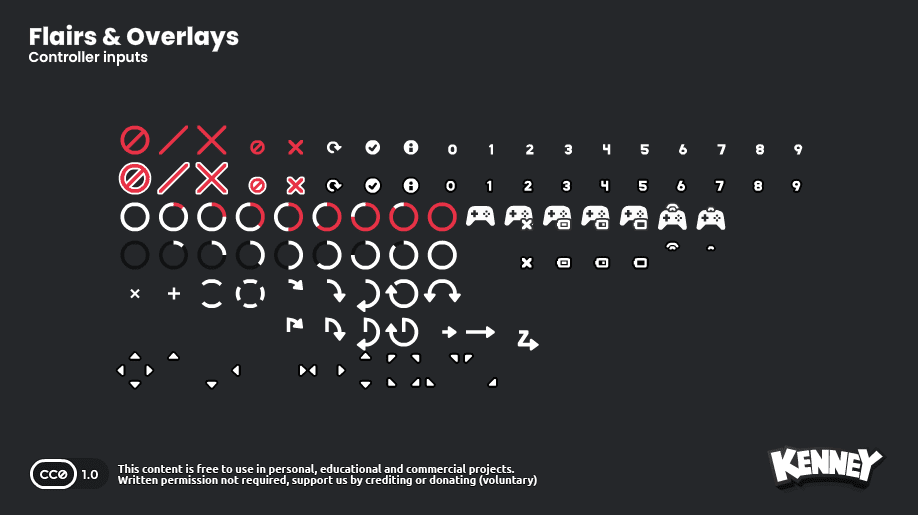 Flairs & Overlays
Controller inputs
0 1 2 3 4 5 6 7 8 9
0 1 2 3 4 5 6 7 8 9
Z
CC0 1.0
This content is free to use in personal, educational and commercial projects.
Written permission not required, support us by crediting or donating (voluntary)
KENNEY